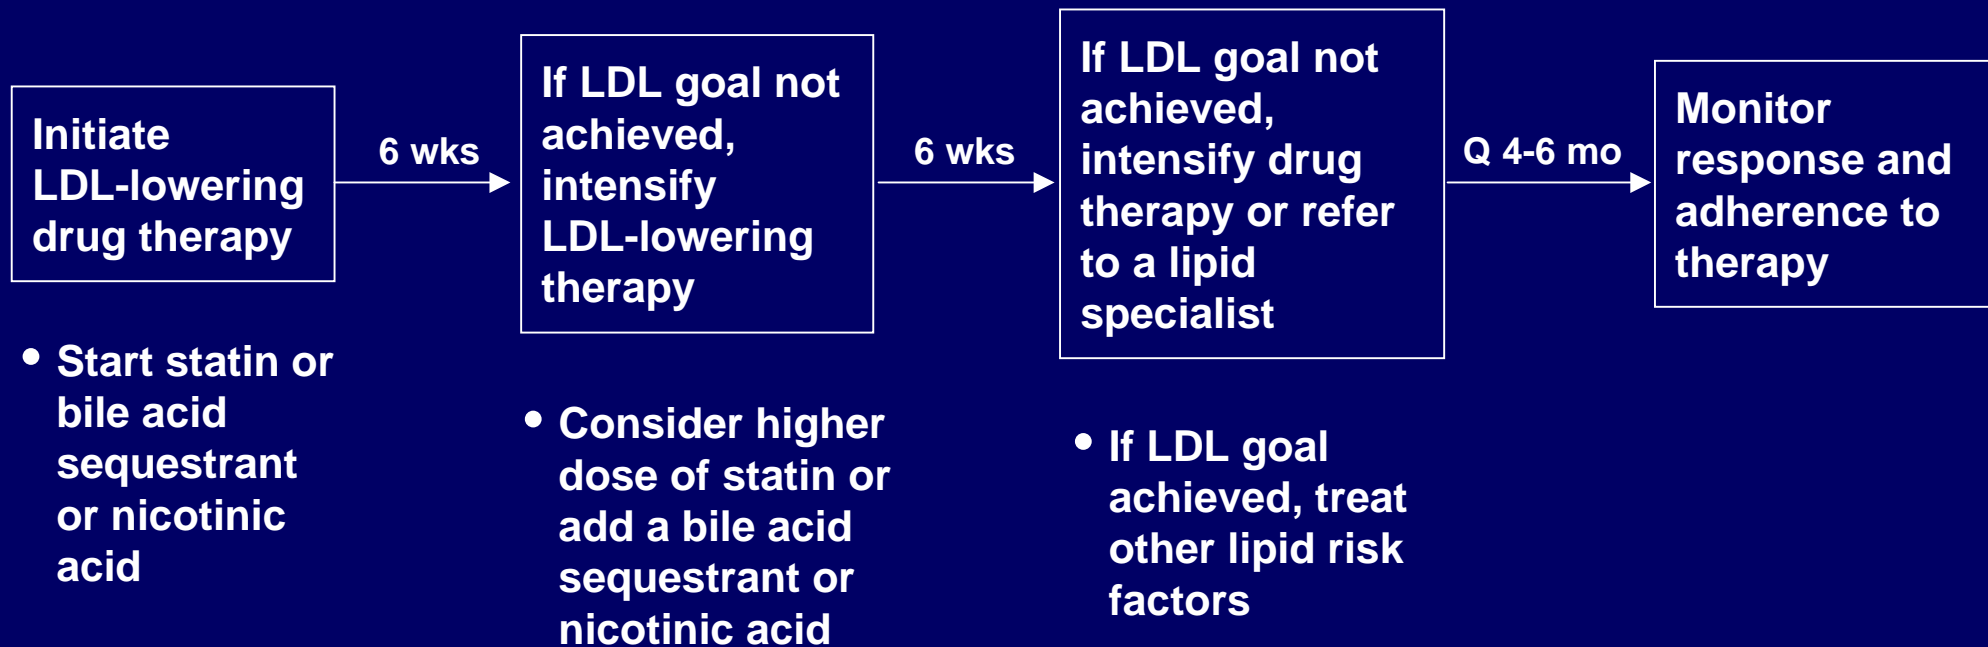 Initiate
LDL-lowering
drug therapy
6 wks
If LDL goal not
achieved,
intensify
LDL-lowering
therapy
6 wks
If LDL goal not
achieved,
intensify drug
therapy or refer
to a lipid
specialist
Q 4-6 mo
Monitor
response and
adherence to
therapy
• Start statin or
bile acid
sequestrant
or nicotinic
acid
• Consider higher
dose of statin or
add a bile acid
sequestrant or
nicotinic acid
• If LDL goal
achieved, treat
other lipid risk
factors